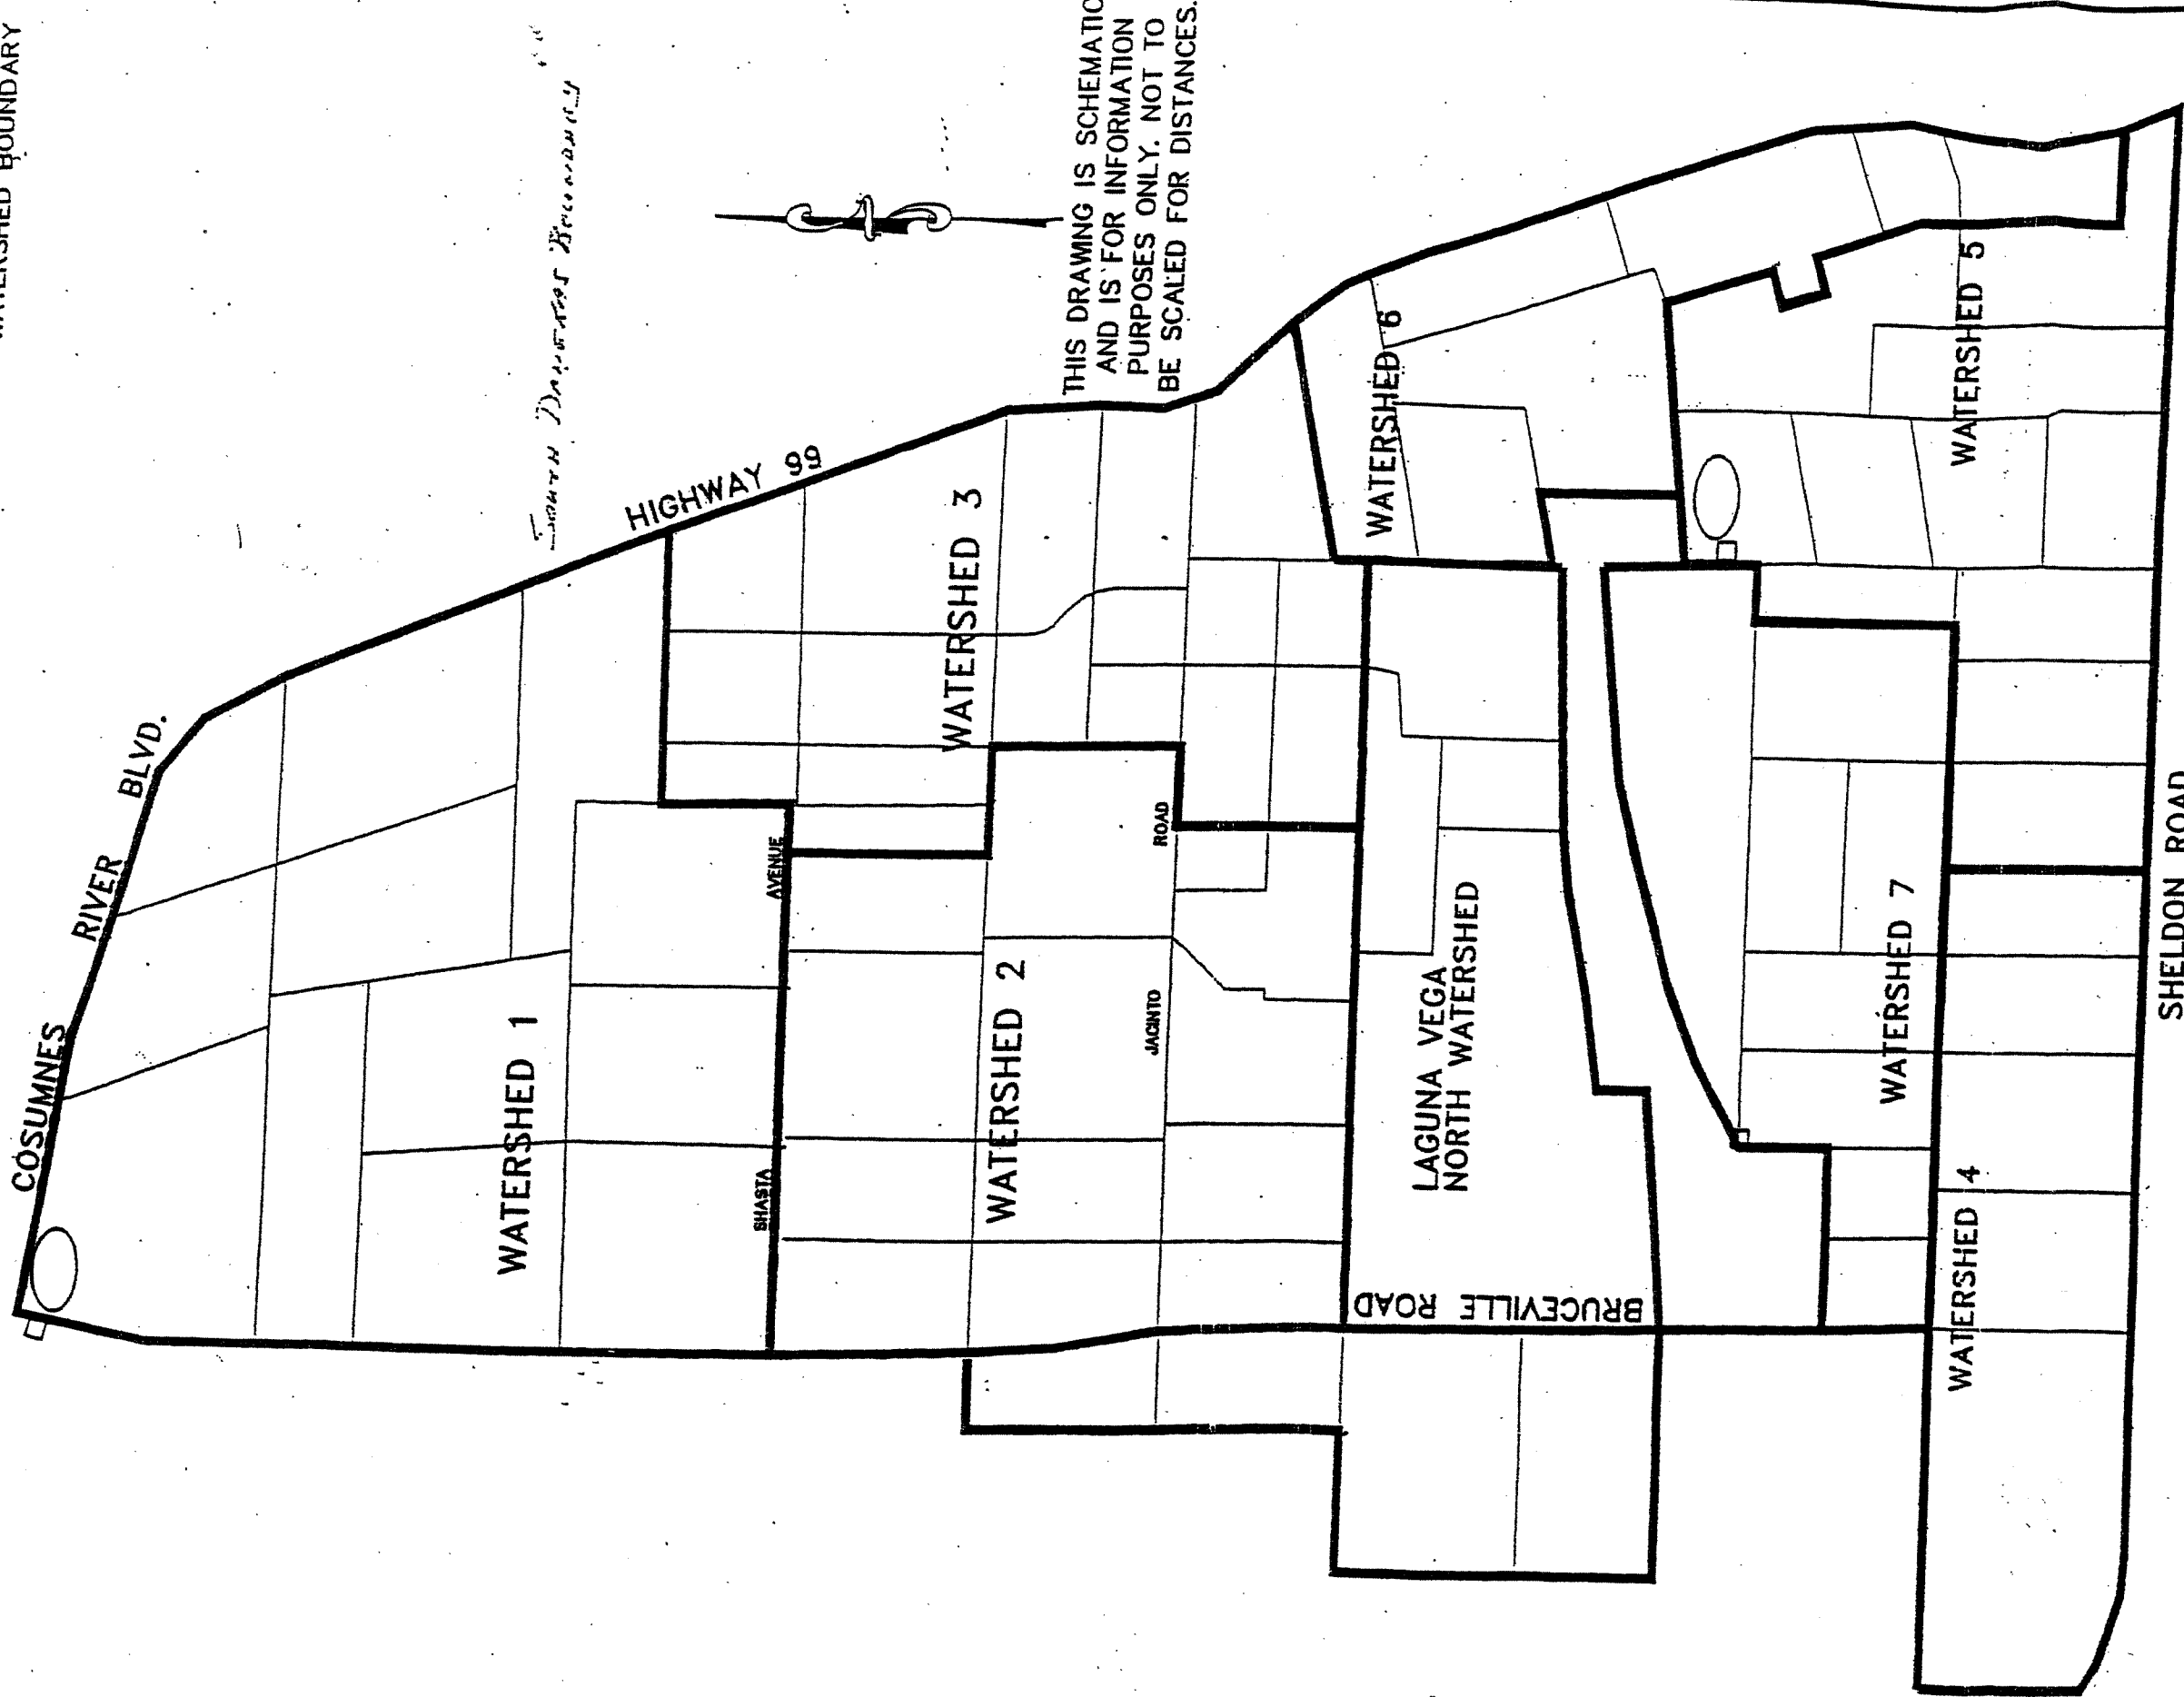 WATERSHED BOUNDARY
COSUMNES RIVER BLVD.
HIGHWAY 99
THIS DRAWING IS SCHEMATIC
AND IS FOR INFORMATION
PURPOSES ONLY. NOT TO
BE SCALED FOR DISTANCES.
WATERSHED 1
SHASTA AVENUE
WATERSHED 3
WATERSHED 2
JACINTO ROAD
WATERSHED 6
LAGUNA VEGA
NORTH WATERSHED
BRUCEVILLE ROAD
WATERSHED 5
WATERSHED 7
WATERSHED 4
SHELDON ROAD